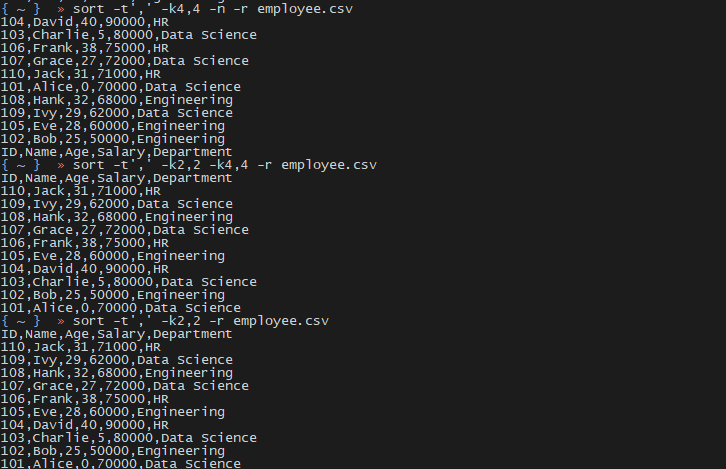 { ~ } » sort -t',' -k4,4 -n -r employee.csv
104,David,40,90000,HR
103,Charlie,5,80000,Data Science
106,Frank,38,75000,HR
107,Grace,27,72000,Data Science
110,Jack,31,71000,HR
101,Alice,0,70000,Data Science
108,Hank,32,68000,Engineering
109,Ivy,29,62000,Data Science
105,Eve,28,60000,Engineering
102,Bob,25,50000,Engineering
ID,Name,Age,Salary,Department
{ ~ } » sort -t',' -k2,2 -k4,4 -r employee.csv
ID,Name,Age,Salary,Department
110,Jack,31,71000,HR
109,Ivy,29,62000,Data Science
108,Hank,32,68000,Engineering
107,Grace,27,72000,Data Science
106,Frank,38,75000,HR
105,Eve,28,60000,Engineering
104,David,40,90000,HR
103,Charlie,5,80000,Data Science
102,Bob,25,50000,Engineering
101,Alice,0,70000,Data Science
{ ~ } » sort -t',' -k2,2 -r employee.csv
ID,Name,Age,Salary,Department
110,Jack,31,71000,HR
109,Ivy,29,62000,Data Science
108,Hank,32,68000,Engineering
107,Grace,27,72000,Data Science
106,Frank,38,75000,HR
105,Eve,28,60000,Engineering
104,David,40,90000,HR
103,Charlie,5,80000,Data Science
102,Bob,25,50000,Engineering
101,Alice,0,70000,Data Science